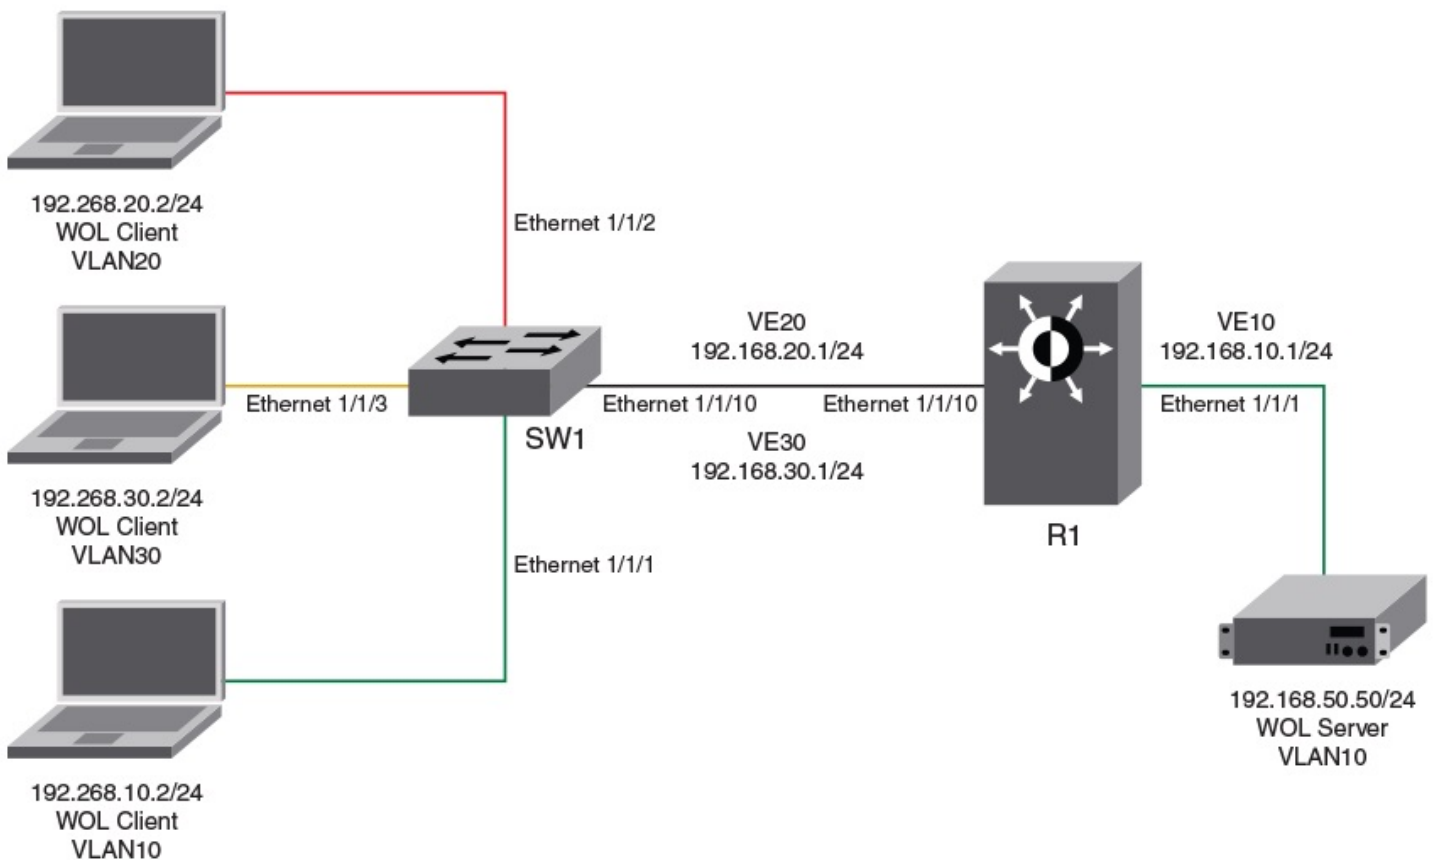 192.268.20.2/24
WOL Client
VLAN20
Ethernet 1/1/2
192.268.30.2/24
WOL Client
VLAN30
Ethernet 1/1/3
SW1
Ethernet 1/1/10
VE20
192.168.20.1/24
Ethernet 1/1/10
VE30
192.168.30.1/24
R1
VE10
192.168.10.1/24
Ethernet 1/1/1
192.168.50.50/24
WOL Server
VLAN10
Ethernet 1/1/1
192.268.10.2/24
WOL Client
VLAN10